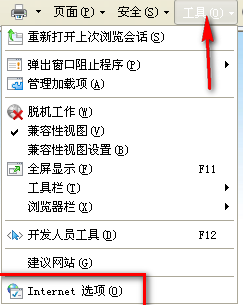 页面(P) 安全(S) 工具(O)
重新打开上次浏览会话(S)
弹出窗口阻止程序(P)
管理加载项(A)
脱机工作(W)
兼容性视图(V)
兼容性视图设置(B)
全屏显示(F) F11
工具栏(T)
浏览器栏(X)
开发人员工具(D) F12
建议网站(G)
Internet 选项(O)